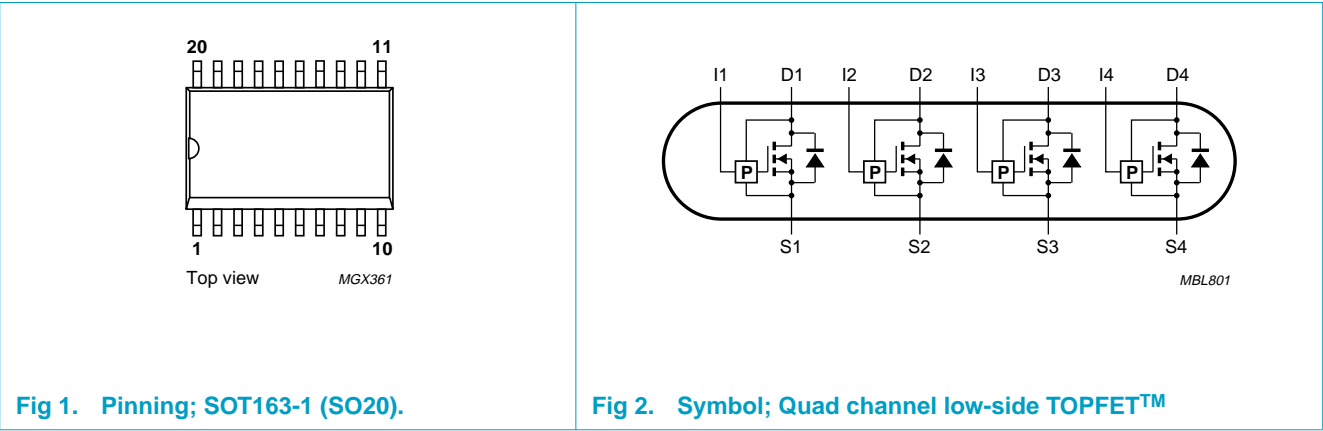 20 11
1 10
Top view MGX361
Fig 1. Pinning; SOT163-1 (SO20).
I1 D1 I2 D2 I3 D3 I4 D4
P P P P
S1 S2 S3 S4
MBL801
Fig 2. Symbol; Quad channel low-side TOPFETTM